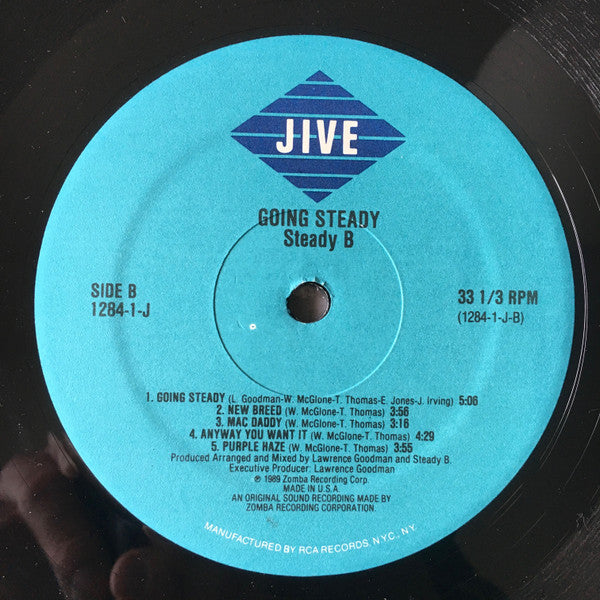 JIVE
GOING STEADY
Steady B
SIDE B
1284-1-J
33 1/3 RPM
(1284-1-J-B)
1. GOING STEADY (L. Goodman-W. McGlone-T. Thomas-E. Jones-J. Irving) 5:06
2. NEW BREED (W. McGlone-T. Thomas) 3:56
3. MAC DADDY (W. McGlone-T. Thomas) 3:16
4. ANYWAY YOU WANT IT (W. McGlone-T. Thomas) 4:29
5. PURPLE HAZE (W. McGlone-T. Thomas) 3:55
Produced Arranged and Mixed by Lawrence Goodman and Steady B.
Executive Producer: Lawrence Goodman
℗ 1989 Zomba Recording Corp.
MADE IN U.S.A.
AN ORIGINAL SOUND RECORDING MADE BY
ZOMBA RECORDING CORPORATION.
MANUFACTURED BY RCA RECORDS, NYC., NY.